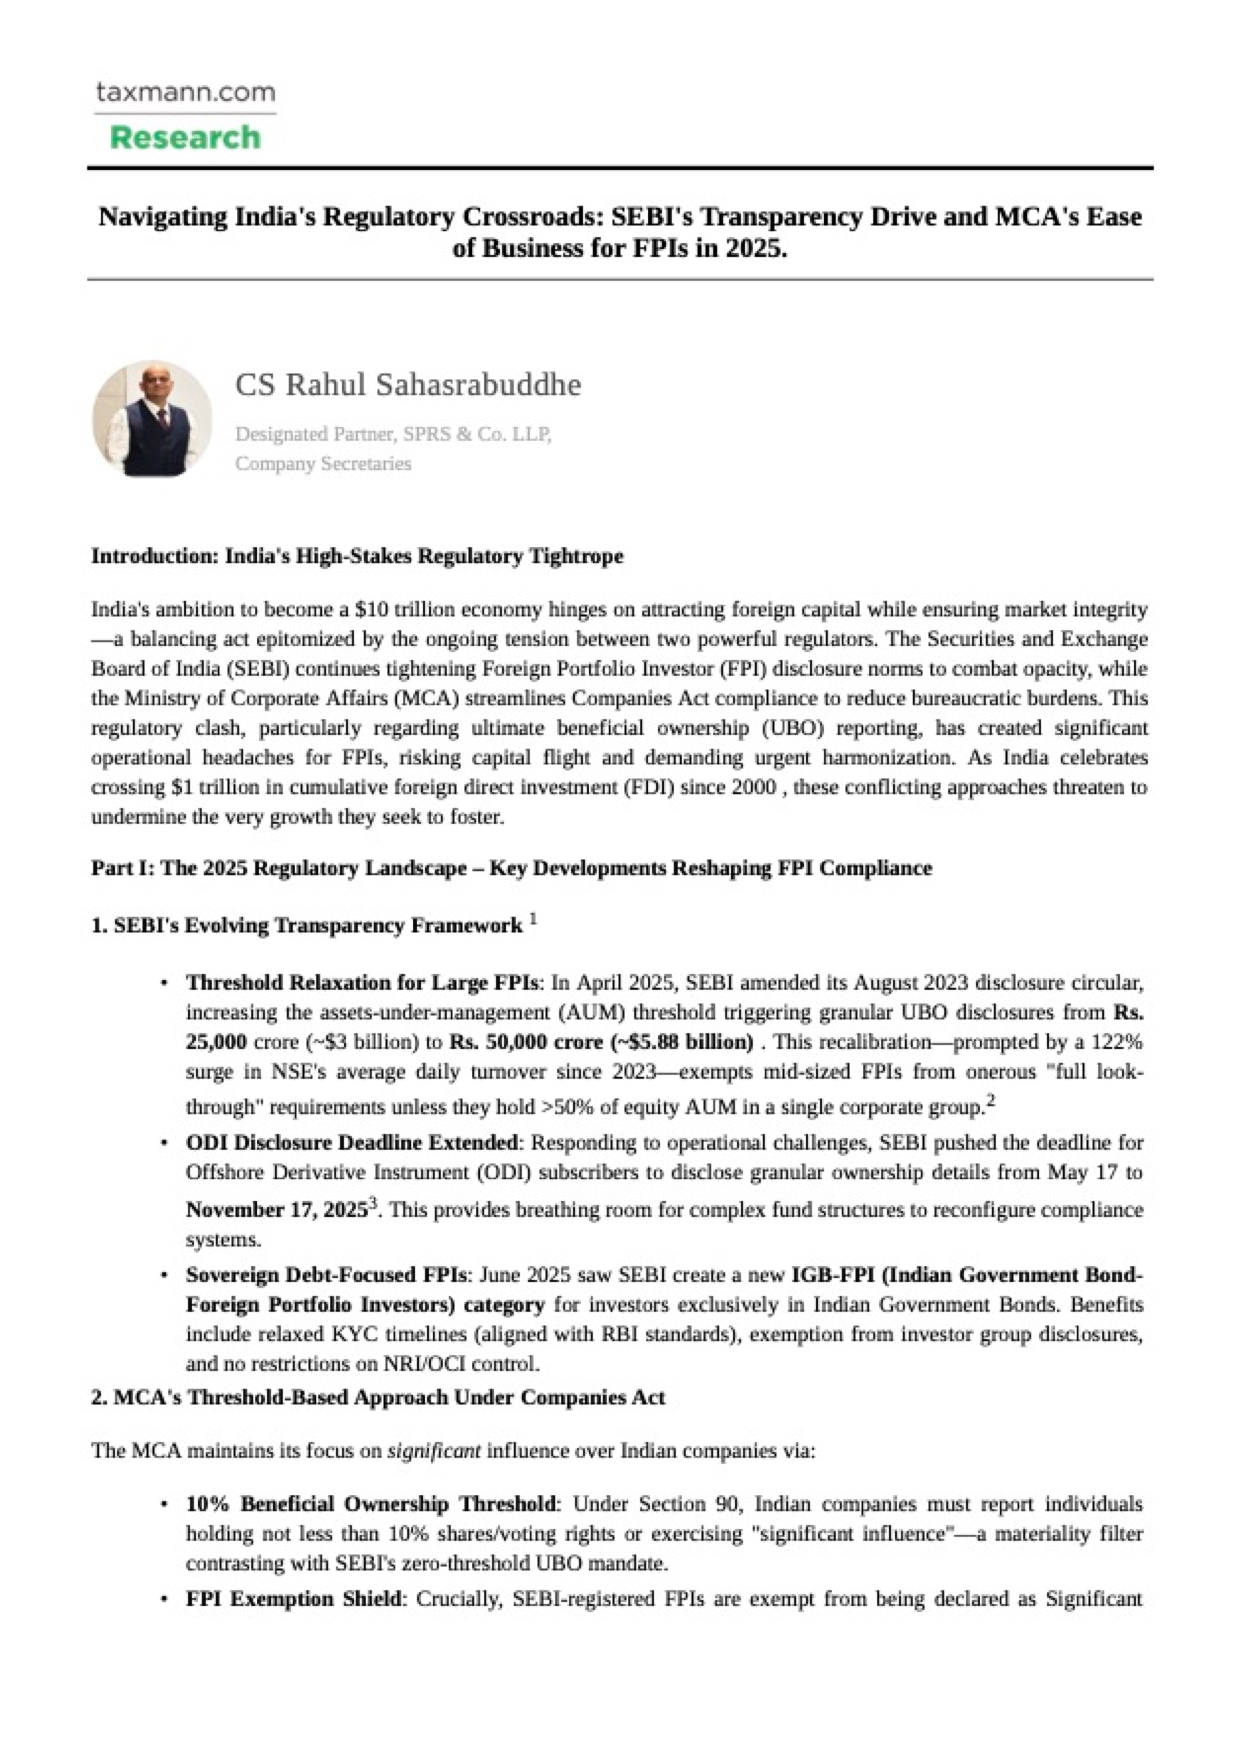 taxmann.com
Research
Navigating India's Regulatory Crossroads: SEBI's Transparency Drive and MCA's Ease
of Business for FPIs in 2025.
CS Rahul Sahasrabuddhe
Designated Partner, SPRS & Co. LLP,
Company Secretaries
Introduction: India's High-Stakes Regulatory Tightrope
India's ambition to become a $10 trillion economy hinges on attracting foreign capital while ensuring market integrity
—a balancing act epitomized by the ongoing tension between two powerful regulators. The Securities and Exchange
Board of India (SEBI) continues tightening Foreign Portfolio Investor (FPI) disclosure norms to combat opacity, while
the Ministry of Corporate Affairs (MCA) streamlines Companies Act compliance to reduce bureaucratic burdens. This
regulatory clash, particularly regarding ultimate beneficial ownership (UBO) reporting, has created significant
operational headaches for FPIs, risking capital flight and demanding urgent harmonization. As India celebrates
crossing $1 trillion in cumulative foreign direct investment (FDI) since 2000 , these conflicting approaches threaten to
undermine the very growth they seek to foster.
Part I: The 2025 Regulatory Landscape – Key Developments Reshaping FPI Compliance
1. SEBI's Evolving Transparency Framework 1
• Threshold Relaxation for Large FPIs: In April 2025, SEBI amended its August 2023 disclosure circular,
increasing the assets-under-management (AUM) threshold triggering granular UBO disclosures from Rs.
25,000 crore (~$3 billion) to Rs. 50,000 crore (~$5.88 billion) . This recalibration—prompted by a 122%
surge in NSE's average daily turnover since 2023—exempts mid-sized FPIs from onerous "full look-
through" requirements unless they hold >50% of equity AUM in a single corporate group.2
• ODI Disclosure Deadline Extended: Responding to operational challenges, SEBI pushed the deadline for
Offshore Derivative Instrument (ODI) subscribers to disclose granular ownership details from May 17 to
November 17, 20253. This provides breathing room for complex fund structures to reconfigure compliance
systems.
• Sovereign Debt-Focused FPIs: June 2025 saw SEBI create a new IGB-FPI (Indian Government Bond-
Foreign Portfolio Investors) category for investors exclusively in Indian Government Bonds. Benefits
include relaxed KYC timelines (aligned with RBI standards), exemption from investor group disclosures,
and no restrictions on NRI/OCI control.
2. MCA's Threshold-Based Approach Under Companies Act
The MCA maintains its focus on significant influence over Indian companies via:
• 10% Beneficial Ownership Threshold: Under Section 90, Indian companies must report individuals
holding not less than 10% shares/voting rights or exercising "significant influence"—a materiality filter
contrasting with SEBI's zero-threshold UBO mandate.
• FPI Exemption Shield: Crucially, SEBI-registered FPIs are exempt from being declared as Significant